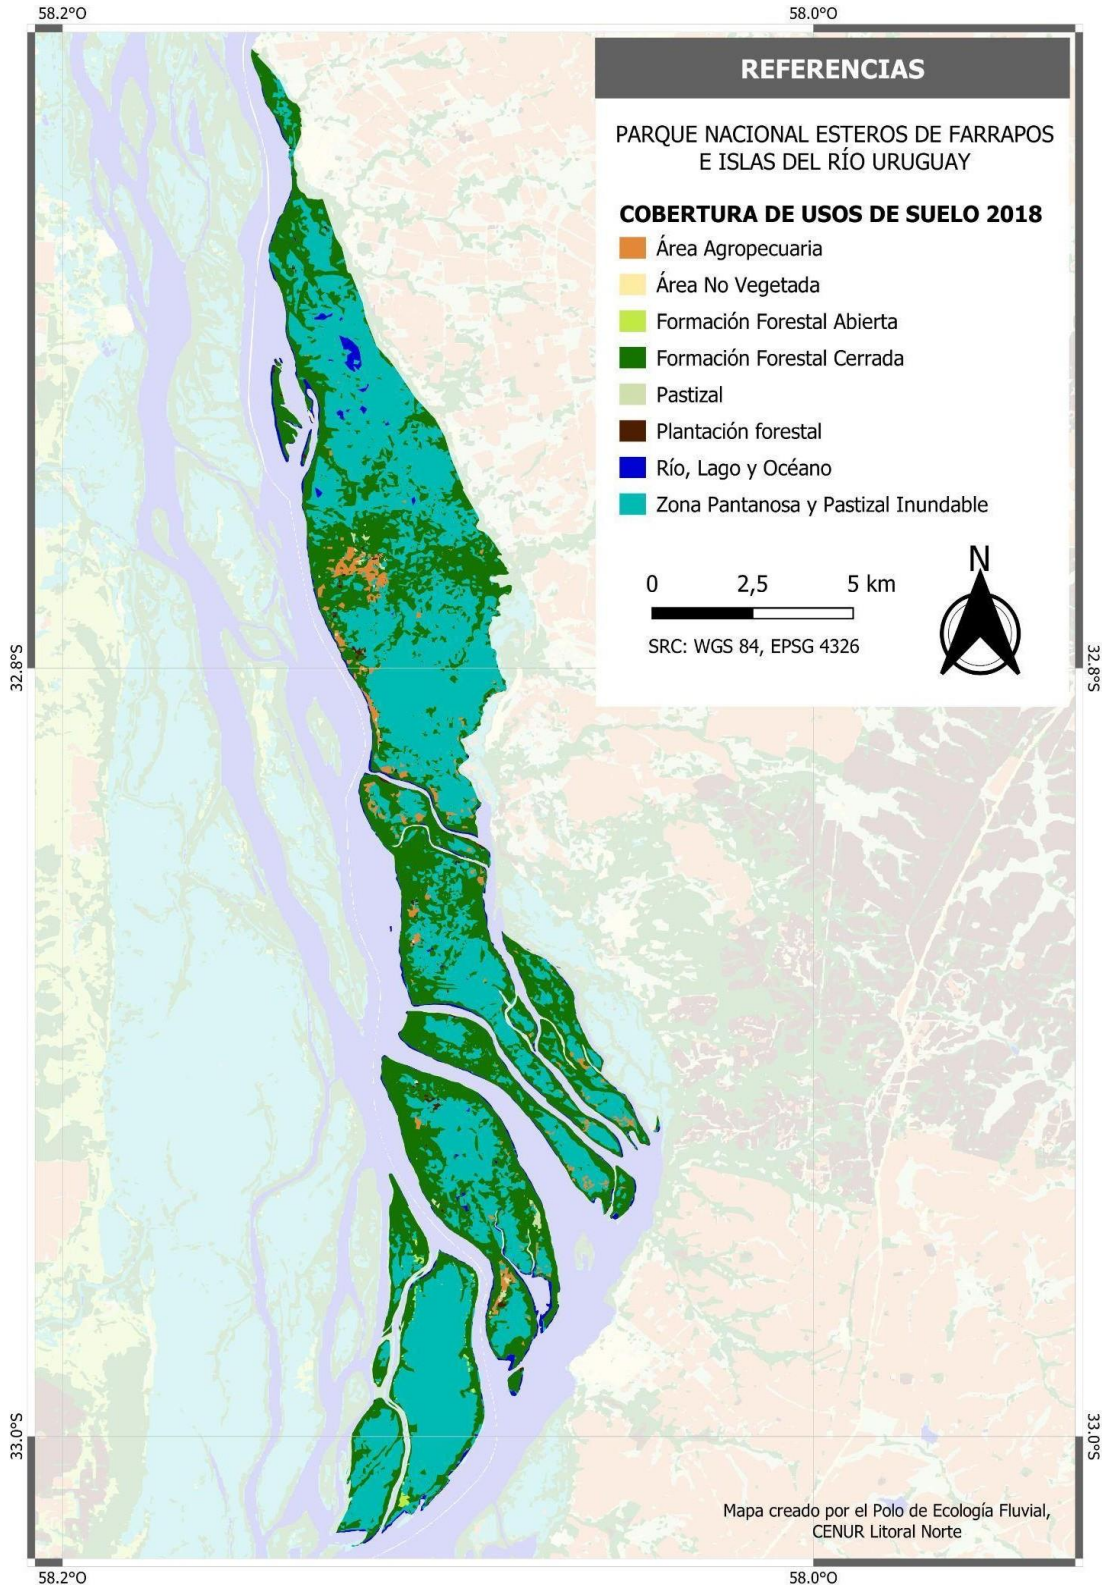 58.2°O
58.0°O
REFERENCIAS
PARQUE NACIONAL ESTEROS DE FARRAPOS
E ISLAS DEL RÍO URUGUAY
COBERTURA DE USOS DE SUELO 2018
Área Agropecuaria
Área No Vegetada
Formación Forestal Abierta
Formación Forestal Cerrada
Pastizal
Plantación forestal
Río, Lago y Océano
Zona Pantanosa y Pastizal Inundable
N
0 2,5 5 km
SRC: WGS 84, EPSG 4326
32.8°S
32.8°S
33.0°S
33.0°S
Mapa creado por el Polo de Ecología Fluvial,
CENUR Litoral Norte
58.2°O
58.0°O